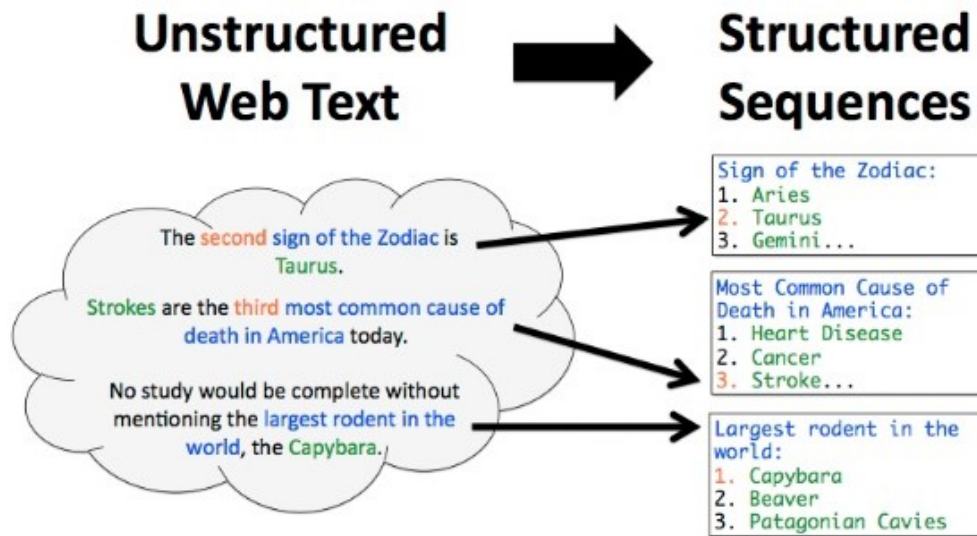 Unstructured
Web Text
Structured
Sequences
The second sign of the Zodiac is
Taurus.
Strokes are the third most common cause of
death in America today.
No study would be complete without
mentioning the largest rodent in the
world, the Capybara.
Sign of the Zodiac:
1. Aries
2. Taurus
3. Gemini...
Most Common Cause of
Death in America:
1. Heart Disease
2. Cancer
3. Stroke...
Largest rodent in the
world:
1. Capybara
2. Beaver
3. Patagonian Cavies